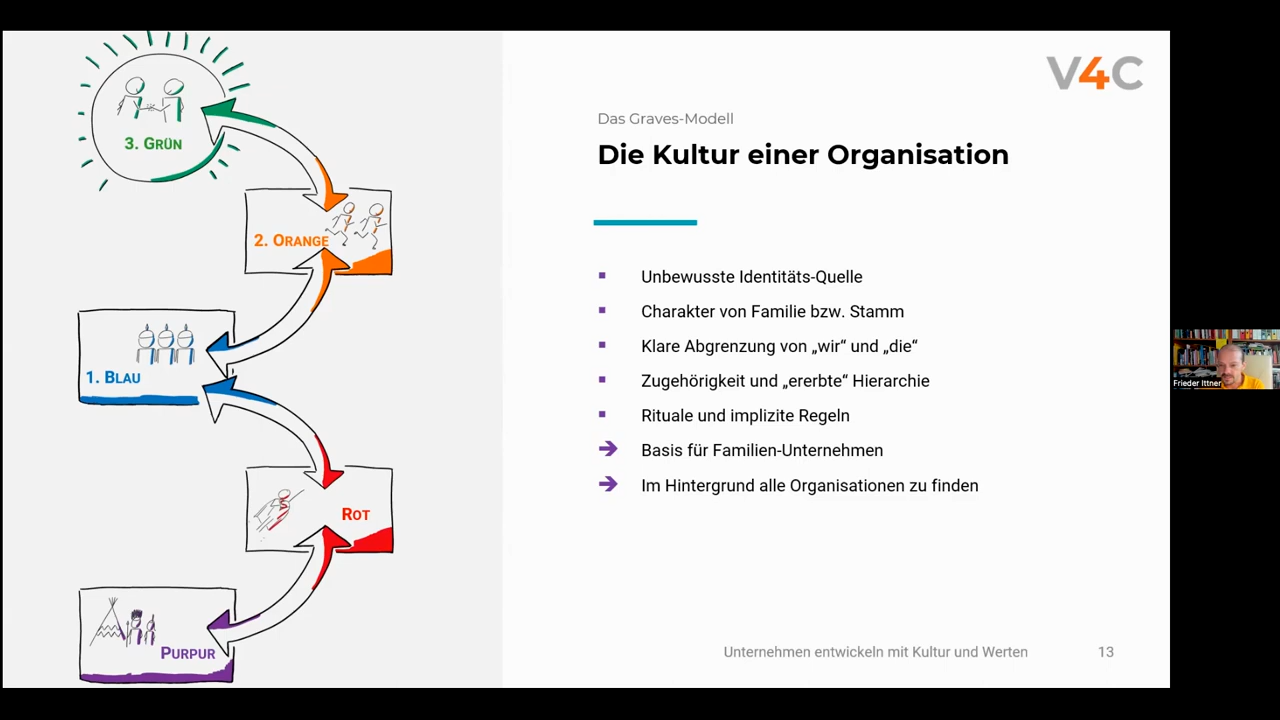 V4C
Das Graves-Modell
Die Kultur einer Organisation
3. GRÜN
2. ORANGE
1. BLAU
ROT
PURPUR
Unbewusste Identitäts-Quelle
Charakter von Familie bzw. Stamm
Klare Abgrenzung von „wir“ und „die“
Zugehörigkeit und „ererbte“ Hierarchie
Rituale und implizite Regeln
Basis für Familien-Unternehmen
Im Hintergrund alle Organisationen zu finden
Unternehmen entwickeln mit Kultur und Werten
13
Frieder Ittner